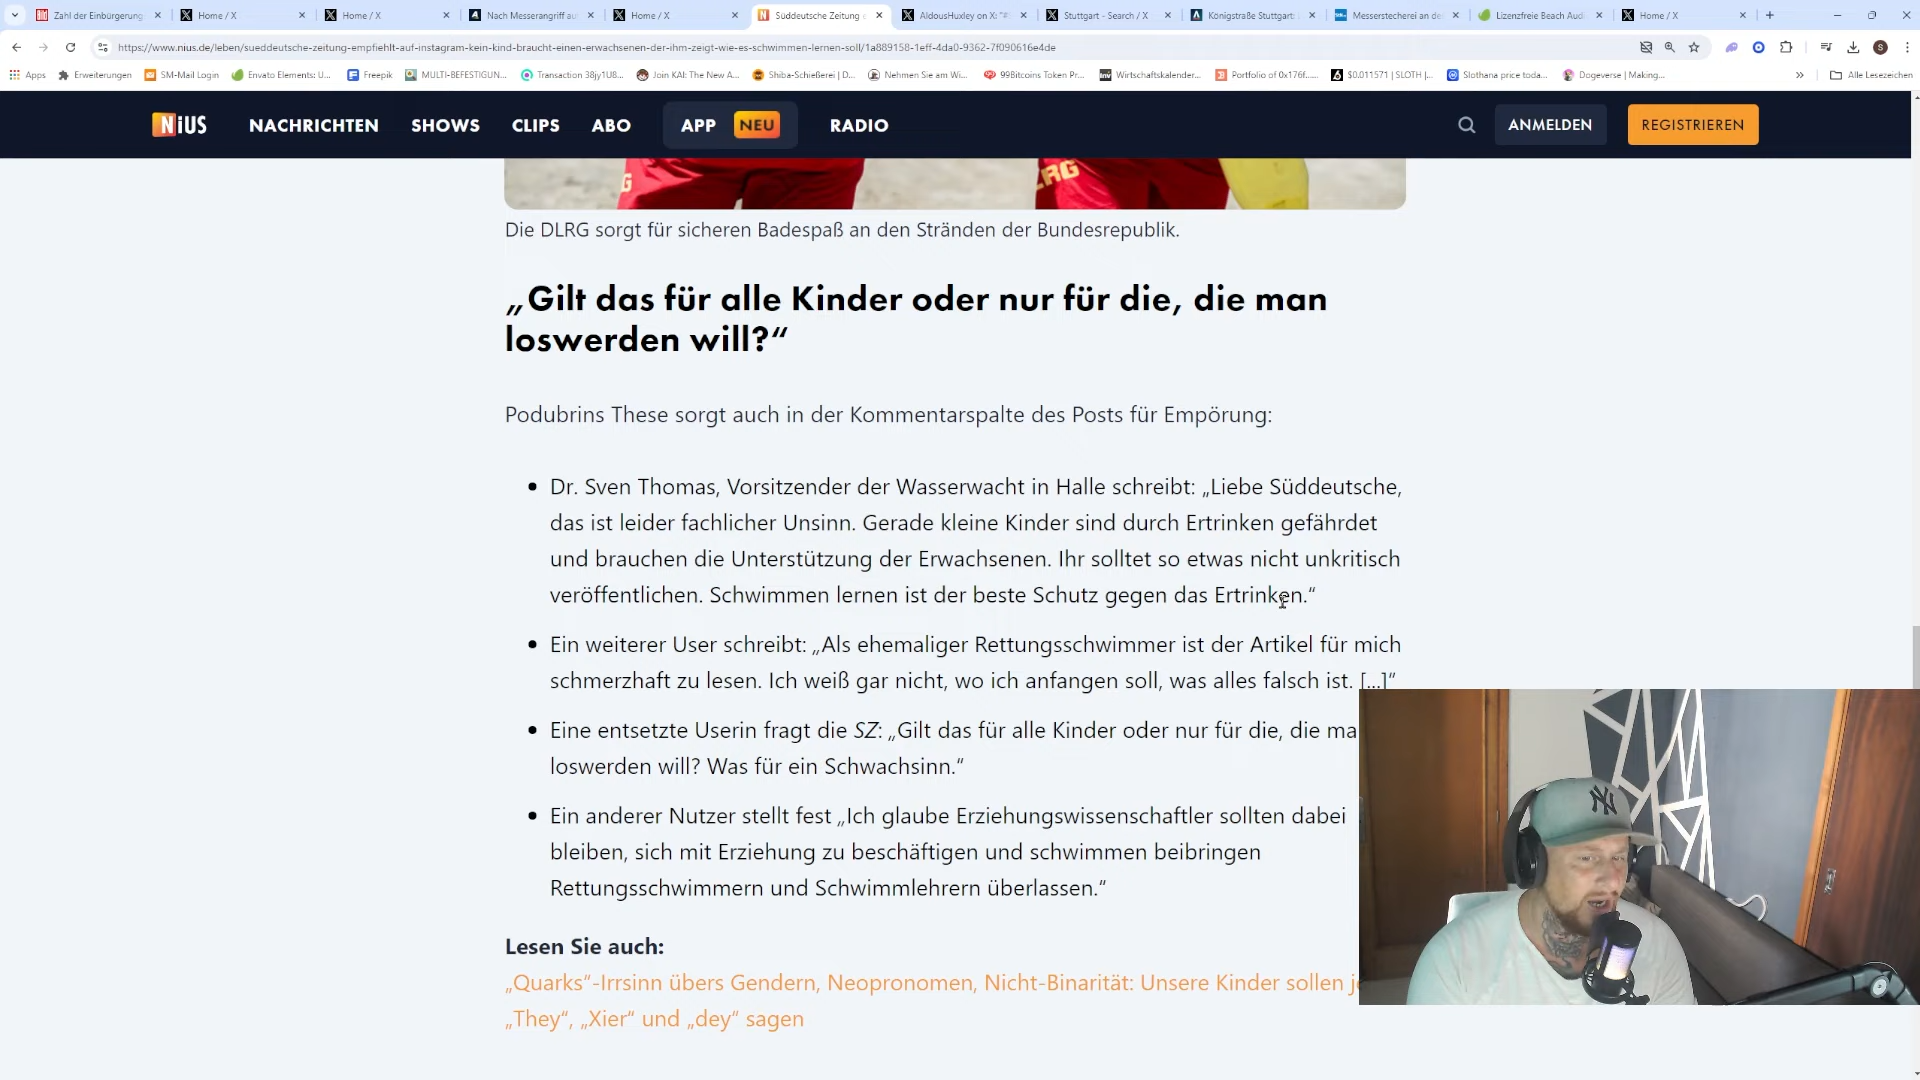 Zahl der Einbürgerung
Home / X
Home / X
Nach Messerangriff au
Home / X
Süddeutsche Zeitung
AldousHuxley on X: "#
Stuttgart - Search / X
Königstraße Stuttgart:
Messerstecherei an de
Lizenzfreie Beach Audi
Home / X
https://www.nius.de/leben/sueddeutsche-zeitung-empfiehlt-auf-instagram-kein-kind-braucht-einen-erwachsenen-der-ihm-zeigt-wie-es-schwimmen-lernen-soll/1a889158-1eff-4da0-9362-7f090616e4de
Apps
Erweiterungen
SM-Mail Login
Envato Elements: U...
Freepik
MULTI-BEFESTIGUN...
Transaction 38jy1U8...
Join KAI: The New A...
Shiba-Schießerei | D...
Nehmen Sie am Wi...
99Bitcoins Token Pr...
Wirtschaftskalender...
Portfolio of 0x176f...
$0.011571 | SLOTH |...
Slothana price toda...
Dogeverse | Making...
Alle Lesezeichen
NiUS
NACHRICHTEN
SHOWS
CLIPS
ABO
APP NEU
RADIO
ANMELDEN
REGISTRIEREN
G
RG
Die DLRG sorgt für sicheren Badespaß an den Stränden der Bundesrepublik.
„Gilt das für alle Kinder oder nur für die, die man
loswerden will?“
Podubrins These sorgt auch in der Kommentarspalte des Posts für Empörung:
Dr. Sven Thomas, Vorsitzender der Wasserwacht in Halle schreibt: „Liebe Süddeutsche,
das ist leider fachlicher Unsinn. Gerade kleine Kinder sind durch Ertrinken gefährdet
und brauchen die Unterstützung der Erwachsenen. Ihr solltet so etwas nicht unkritisch
veröffentlichen. Schwimmen lernen ist der beste Schutz gegen das Ertrinken.“
Ein weiterer User schreibt: „Als ehemaliger Rettungsschwimmer ist der Artikel für mich
schmerzhaft zu lesen. Ich weiß gar nicht, wo ich anfangen soll, was alles falsch ist. [...]”
Eine entsetzte Userin fragt die SZ: „Gilt das für alle Kinder oder nur für die, die ma
loswerden will? Was für ein Schwachsinn.“
Ein anderer Nutzer stellt fest „Ich glaube Erziehungswissenschaftler sollten dabei
bleiben, sich mit Erziehung zu beschäftigen und schwimmen beibringen
Rettungsschwimmern und Schwimmlehrern überlassen.“
Lesen Sie auch:
„Quarks“-Irrsinn übers Gendern, Neopronomen, Nicht-Binarität: Unsere Kinder sollen
„They“, „Xier“ und „dey“ sagen